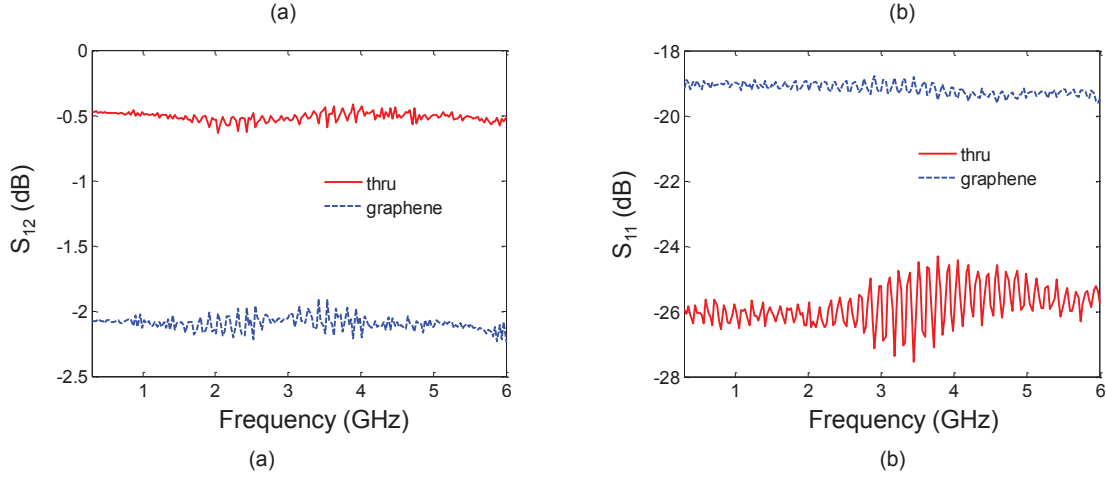 (a)
(b)
0
-0.5
-1
-1.5
-2
-2.5
S12 (dB)
thru
graphene
1 2 3 4 5 6
Frequency (GHz)
-18
-20
-22
-24
-26
-28
S11 (dB)
thru
graphene
1 2 3 4 5 6
Frequency (GHz)
(a)
(b)